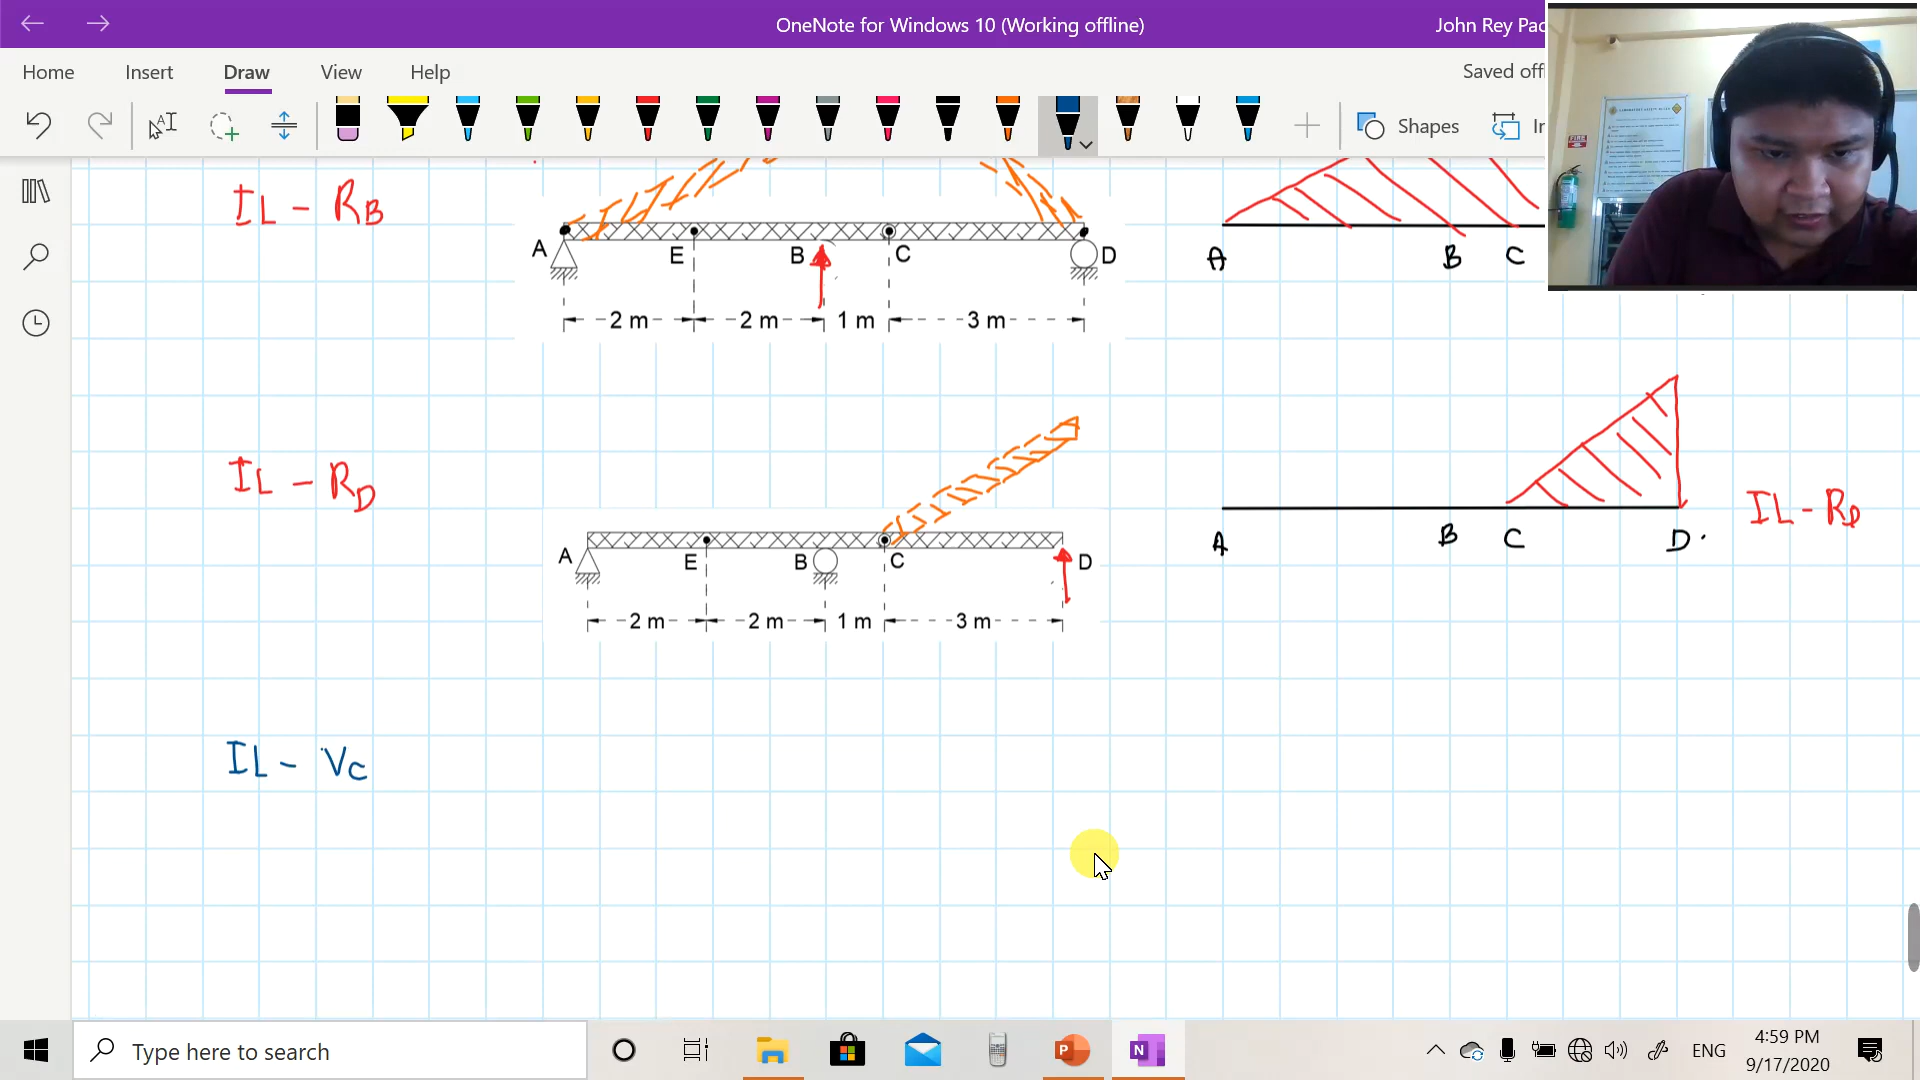 OneNote for Windows 10 (Working offline)
John Rey Pac
Home Insert Draw View Help
Saved off
Shapes
In
IL - RB
A E B C D
2 m 2 m 1 m 3 m
A B C
IL - RD
A E B C D
2 m 2 m 1 m 3 m
A B C D.
IL - RD
IL - VC
FIRE
Type here to search
ENG
4:59 PM
9/17/2020